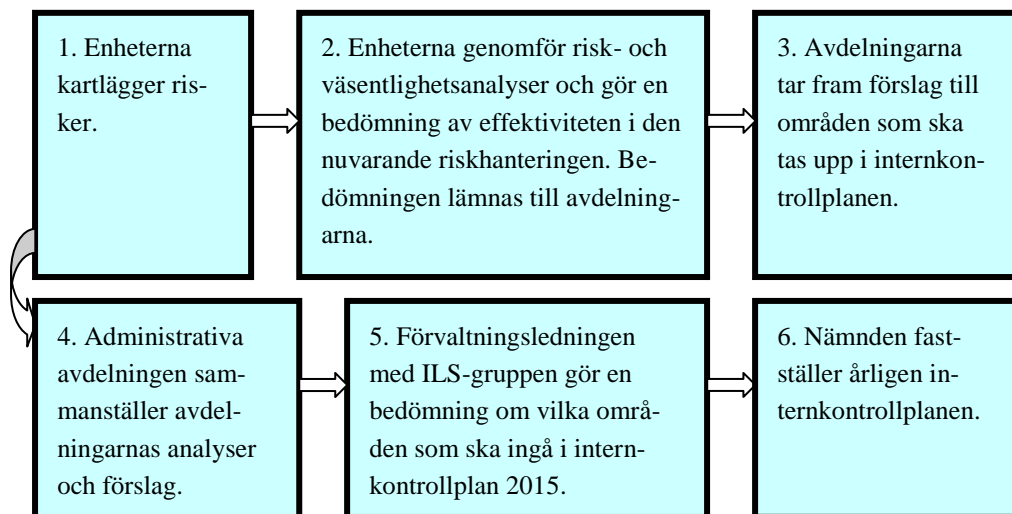 1. Enheterna
kartlägger ris-
ker.
2. Enheterna genomför risk- och
väsentlighetsanalyser och gör en
bedömning av effektiviteten i den
nuvarande riskhanteringen. Be-
dömningen lämnas till avdelning-
arna.
3. Avdelningarna
tar fram förslag till
områden som ska
tas upp i internkon-
trollplanen.
4. Administrativa
avdelningen sam-
manställer avdel-
ningarnas analyser
och förslag.
5. Förvaltningsledningen
med ILS-gruppen gör en
bedömning om vilka områ-
den som ska ingå i intern-
kontrollplan 2015.
6. Nämnden fast-
ställer årligen in-
ternkontrollplanen.